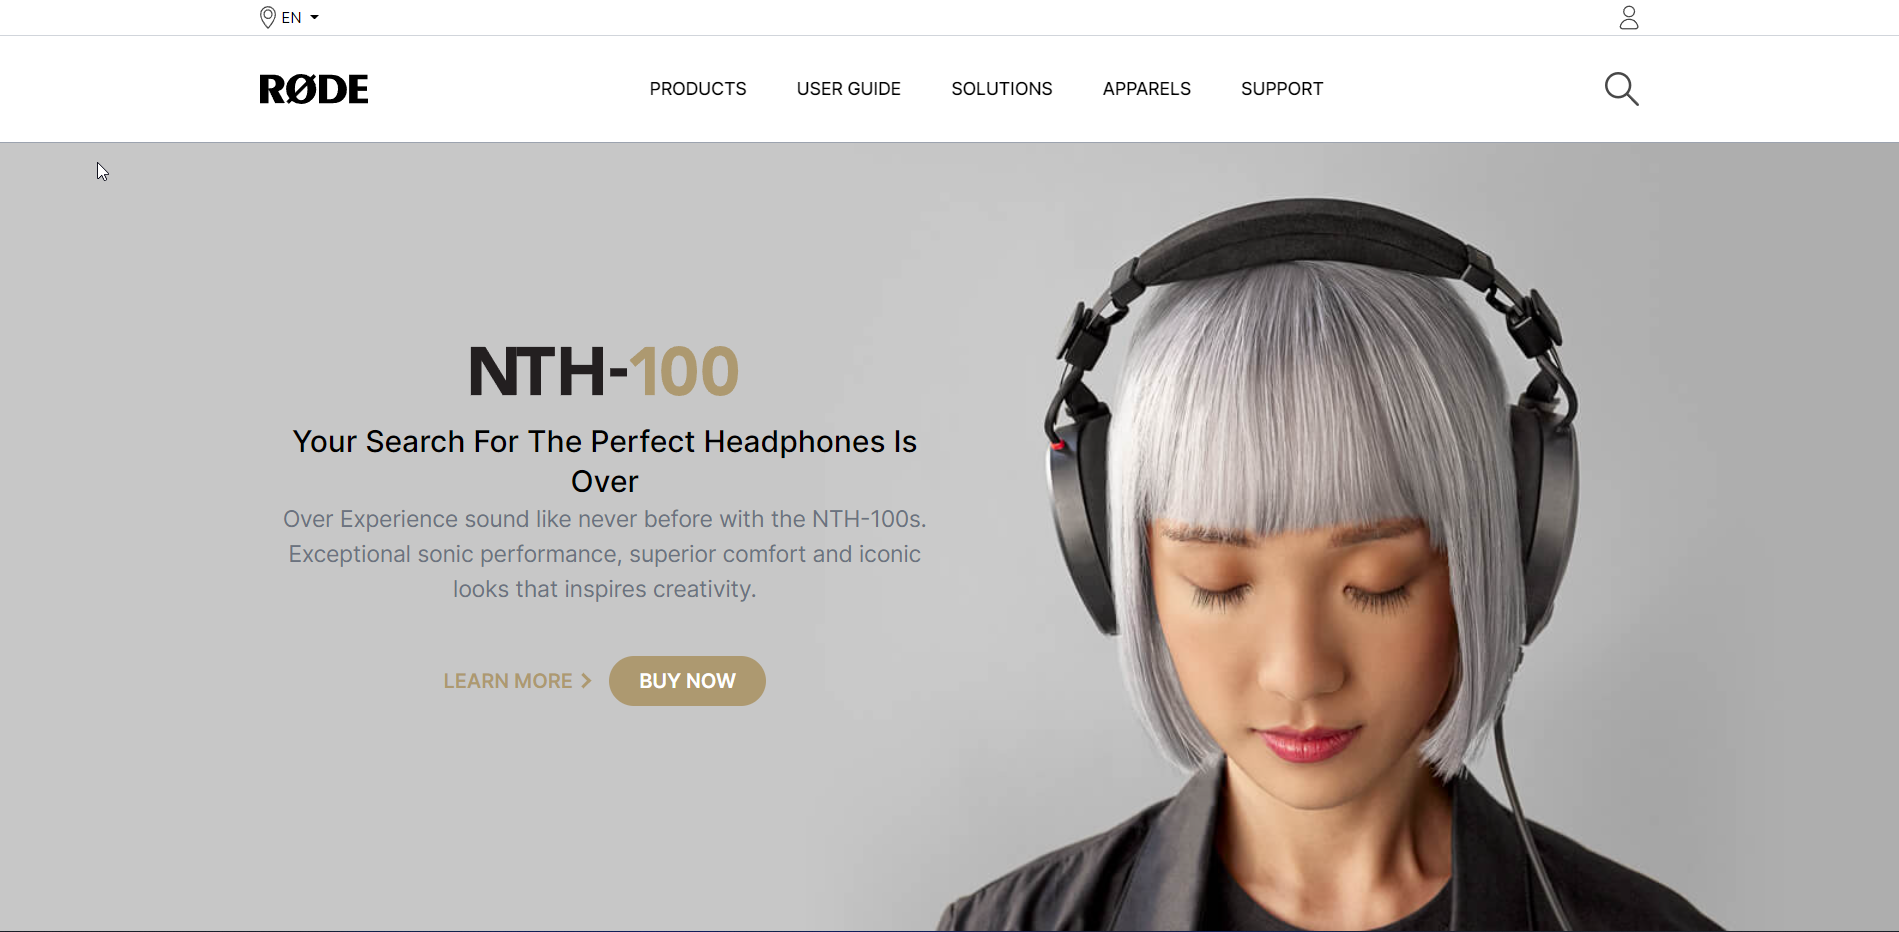 EN
RØDE
PRODUCTS
USER GUIDE
SOLUTIONS
APPARELS
SUPPORT
NTH-100
Your Search For The Perfect Headphones Is
Over
Over Experience sound like never before with the NTH-100s.
Exceptional sonic performance, superior comfort and iconic
looks that inspires creativity.
LEARN MORE
BUY NOW